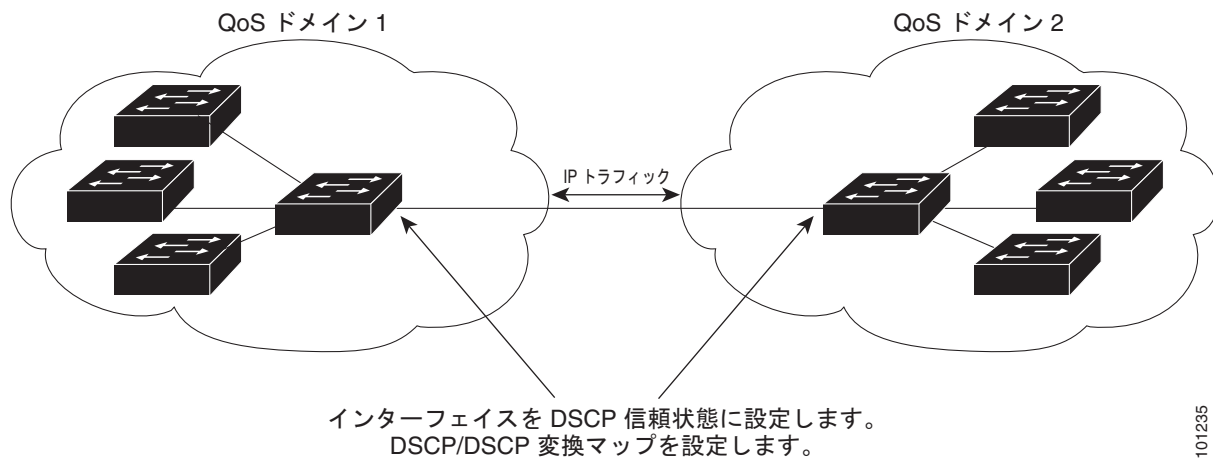 QoS ドメイン 1
QoS ドメイン 2
IP トラフィック
インターフェイスを DSCP 信頼状態に設定します。
DSCP/DSCP 変換マップを設定します。
101235